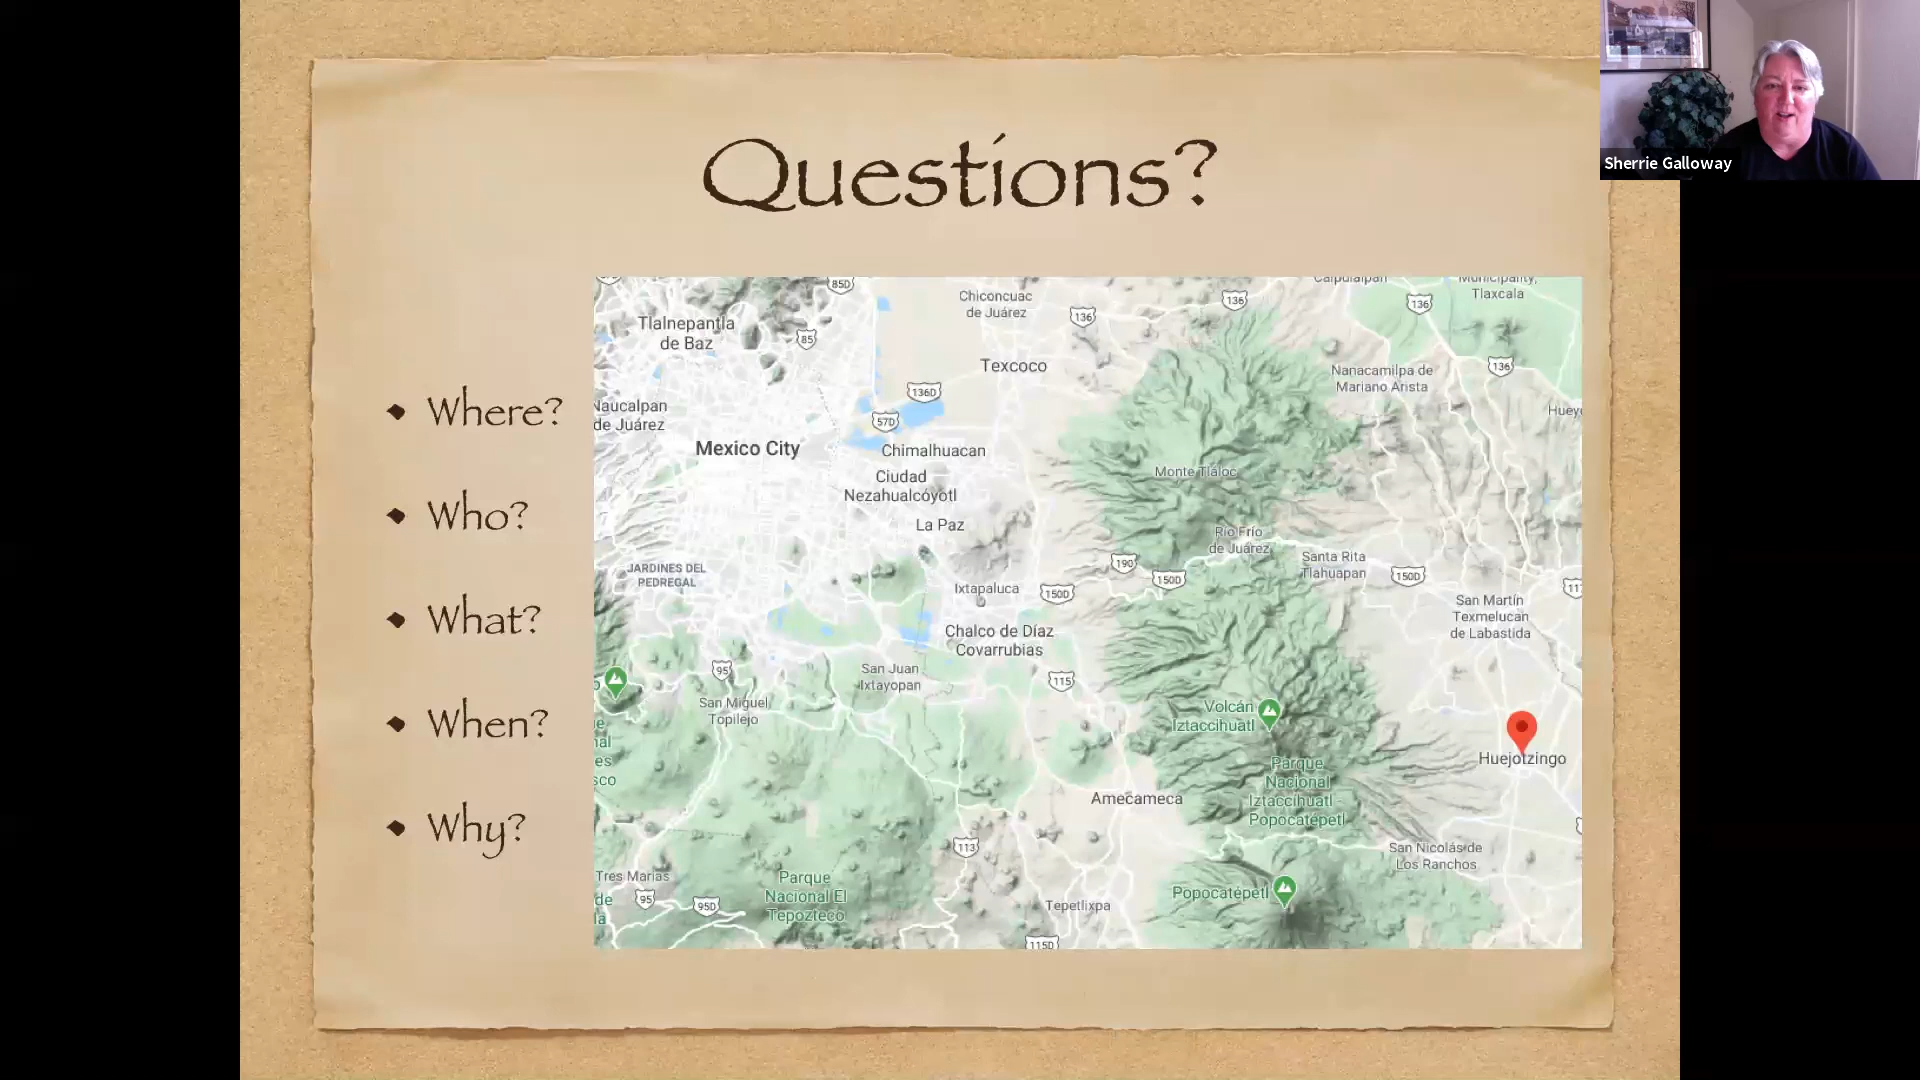 Questions?
Where?
Who?
What?
When?
Why?
85D
136
Tlaxcala
Chiconcuac
de Juárez
136
136
Tlalnepantla
de Baz
85
Texcoco
136
Nanacamilpa de
Mariano Arista
136D
Naucalpan
de Juárez
57D
Mexico City
Chimalhuacan
Ciudad
Nezahualcóyotl
Monte Tláloc
La Paz
Río Frío
de Juárez
Santa Rita
Tlahuapan
JARDINES DEL
PEDREGAL
190
150D
150D
Ixtapaluca
150D
San Martín
Texmelucan
de Labastida
Chalco de Díaz
Covarrubias
95
San Juan
Ixtayopan
115
San Miguel
Topilejo
Volcán
Iztaccíhuatl
Huejotzingo
Parque
Nacional
Iztaccíhuatl -
Popocatépetl
Amecameca
113
San Nicolás de
Los Ranchos
Tres Marias
95
95D
Parque
Nacional El
Tepozteco
Popocatépetl
Tepetlixpa
115D
Sherrie Galloway